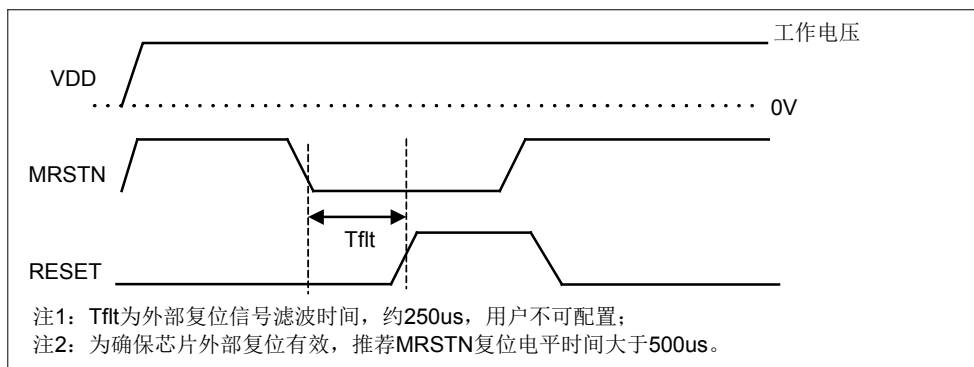 工作电压
VDD
0V
MRSTN
Tflt
RESET
注1：Tflt为外部复位信号滤波时间，约250us，用户不可配置；
注2：为确保芯片外部复位有效，推荐MRSTN复位电平时间大于500us。